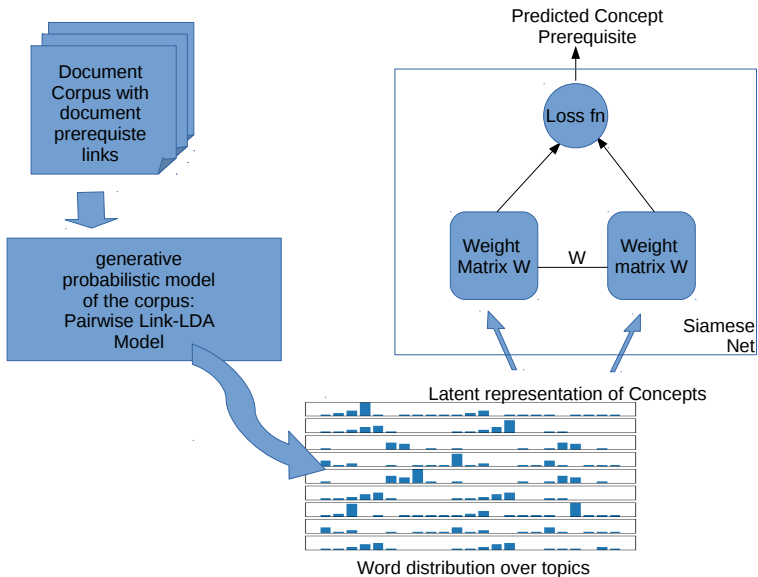 Document
Corpus with
document
prerequiste
links
generative
probabilistic model
of the corpus:
Pairwise Link-LDA
Model
Predicted Concept
Prerequisite
Loss fn
Weight
Matrix W
W
Weight
matrix W
Siamese
Net
Latent representation of Concepts
Word distribution over topics